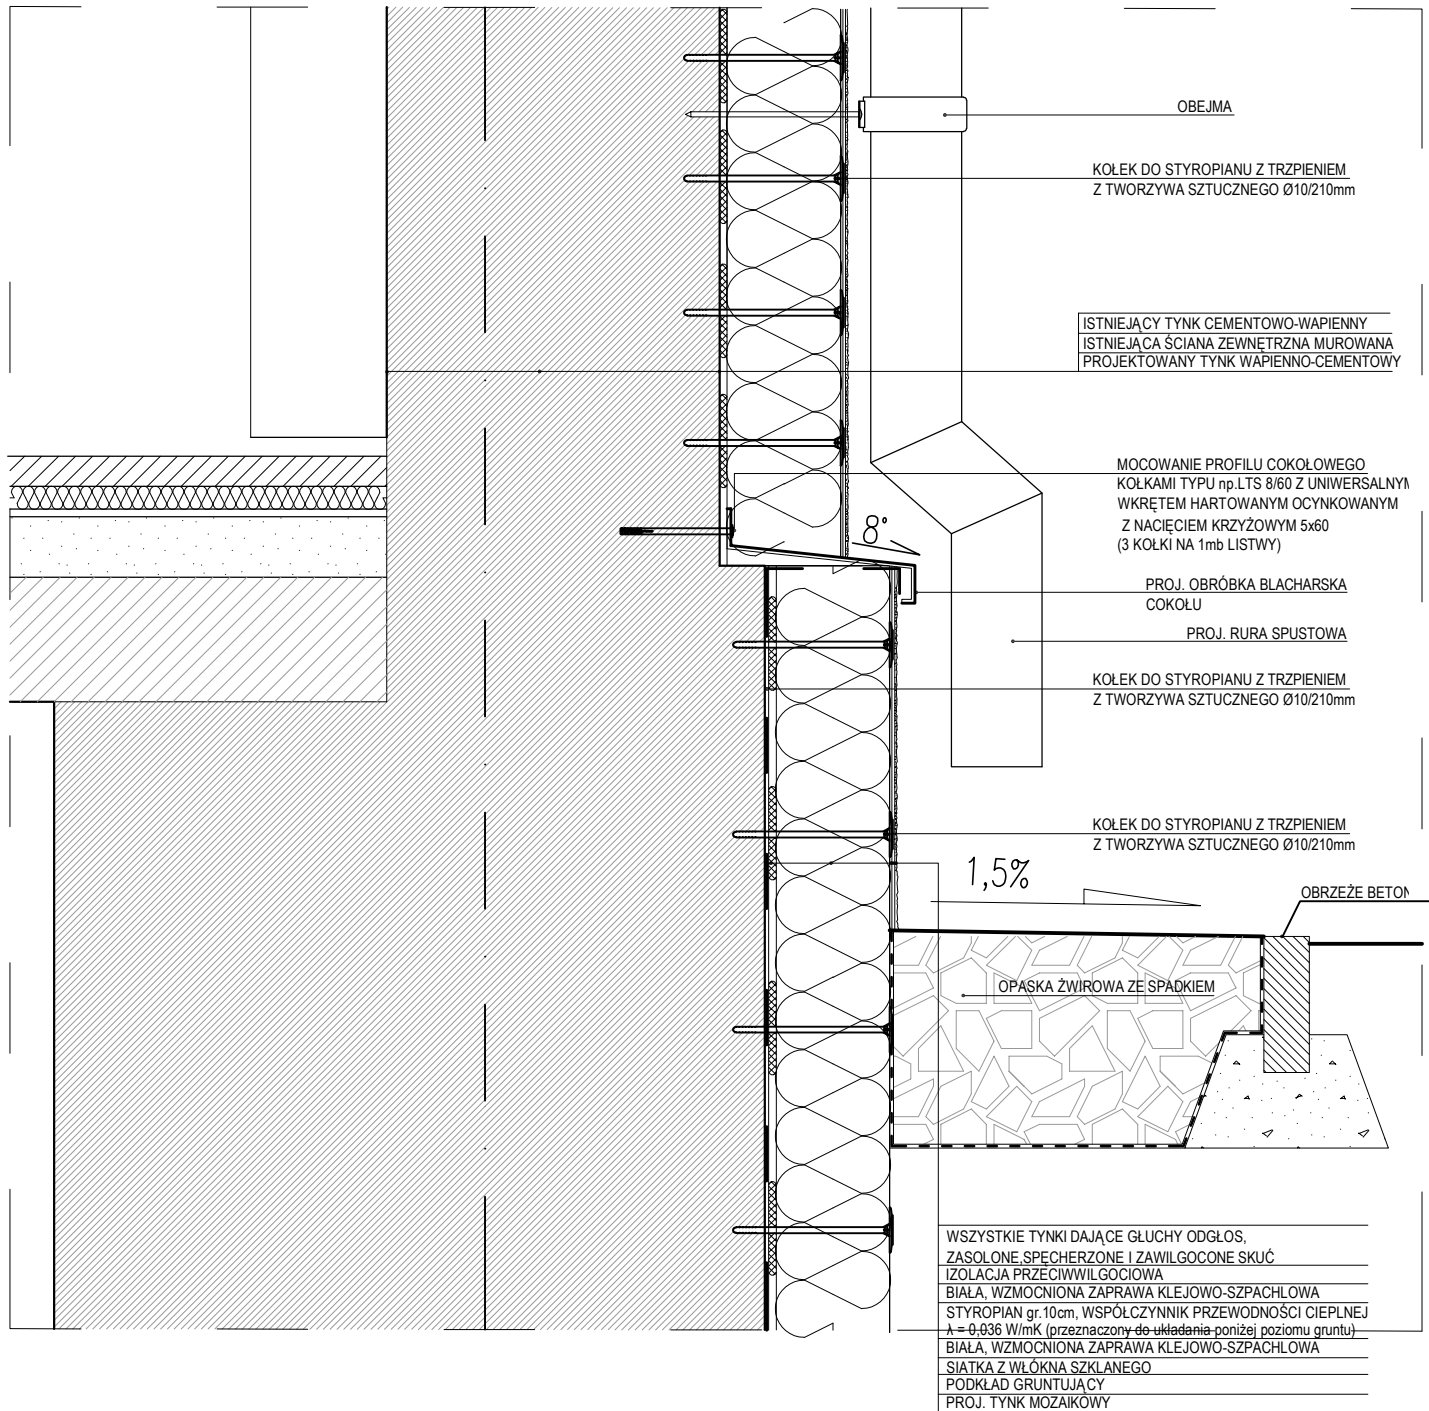 OBEJMA
KOŁEK DO STYROPIANU Z TRZPIENIEM
Z TWORZYWA SZTUCZNEGO Ø10/210mm
ISTNIEJĄCY TYNK CEMENTOWO-WAPIENNY
ISTNIEJĄCA ŚCIANA ZEWNĘTRZNA MUROWANA
PROJEKTOWANY TYNK WAPIENNO-CEMENTOWY
MOCOWANIE PROFILU COKOŁOWEGO
KOŁKAMI TYPU np.LTS 8/60 Z UNIWERSALNYM
WKRĘTEM HARTOWANYM OCYNKOWANYM
Z NACIĘCIEM KRZYŻOWYM 5x60
(3 KOŁKI NA 1mb LISTWY)
8°
PROJ. OBRÓBKA BLACHARSKA
COKOŁU
PROJ. RURA SPUSTOWA
KOŁEK DO STYROPIANU Z TRZPIENIEM
Z TWORZYWA SZTUCZNEGO Ø10/210mm
KOŁEK DO STYROPIANU Z TRZPIENIEM
Z TWORZYWA SZTUCZNEGO Ø10/210mm
1,5%
OBRZEŻE BETON
OPASKA ŻWIROWA ZE SPADKIEM
WSZYSTKIE TYNKI DAJĄCE GŁUCHY ODGŁOS,
ZASOLONE,SPĘCHERZONE I ZAWILGOCONE SKUĆ
IZOLACJA PRZECIWWILGOCIOWA
BIAŁA, WZMOCNIONA ZAPRAWA KLEJOWO-SZPACHLOWA
STYROPIAN gr.10cm, WSPÓŁCZYNNIK PRZEWODNOŚCI CIEPLNEJ
λ = 0,036 W/mK (przeznaczony do układania poniżej poziomu gruntu)
BIAŁA, WZMOCNIONA ZAPRAWA KLEJOWO-SZPACHLOWA
SIATKA Z WŁÓKNA SZKLANEGO
PODKŁAD GRUNTUJĄCY
PROJ. TYNK MOZAIKOWY